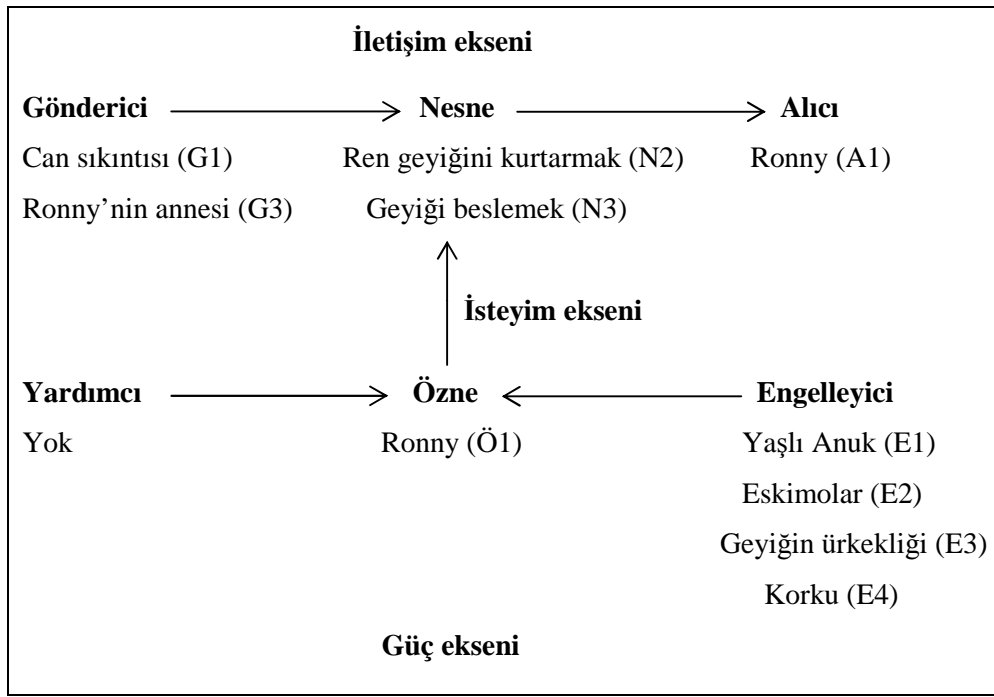 İletişim ekseni
Gönderici Nesne Alıcı
Can sıkıntısı (G1) Ren geyiğini kurtarmak (N2) Ronny (A1)
Ronny’nin annesi (G3) Geyiği beslemek (N3)
İsteyim ekseni
Yardımcı Özne Engelleyici
Yok Ronny (Ö1) Yaşlı Anuk (E1)
Eskimolar (E2)
Geyiğin ürkekliği (E3)
Korku (E4)
Güç ekseni